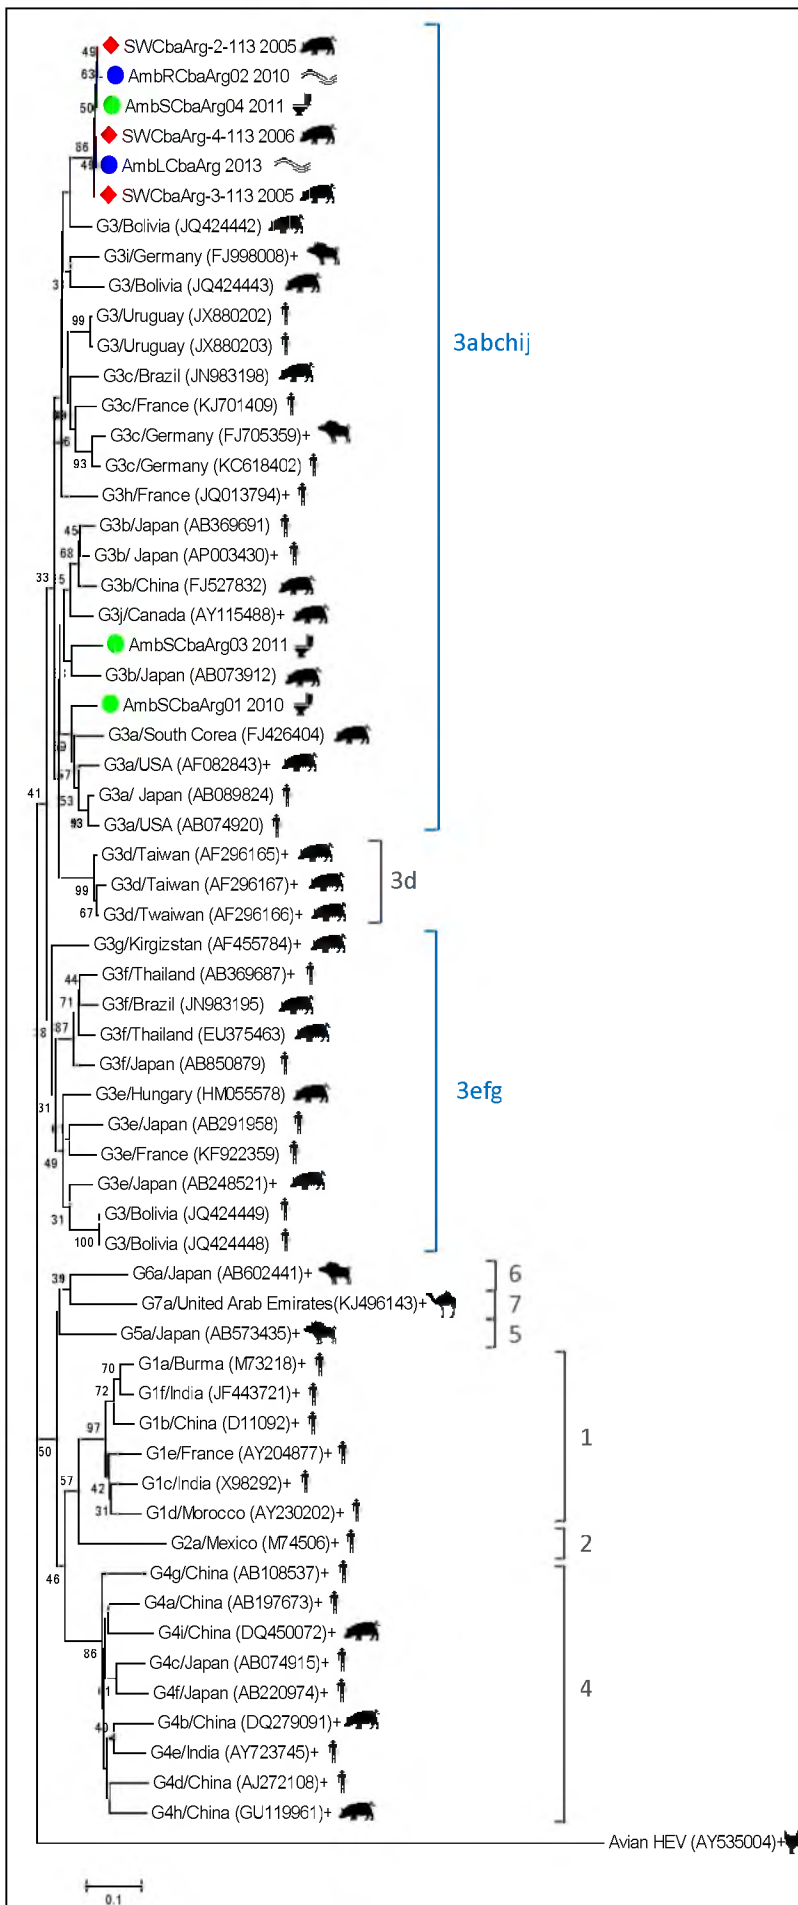 49 SWCbaArg-2-113 2005
63 AmbRCbaArg02 2010
50 AmbSCbaArg04 2011
SWCbaArg-4-113 2006
86
AmbLCbaArg 2013
SWCbaArg-3-113 2005
G3/Bolivia (JQ424442)
G3i/Germany (FJ998008)+
G3/Bolivia (JQ424443)
99 G3/Uruguay (JX880202)
G3/Uruguay (JX880203)
3abchij
G3c/Brazil (JN983198)
G3c/France (KJ701409)
G3c/Germany (FJ705359)+
93 G3c/Germany (KC618402)
G3h/France (JQ013794)+
45 G3b/Japan (AB369691)
68 G3b/ Japan (AP003430)+
33 G3b/China (FJ527832)
G3j/Canada (AY115488)+
AmbSCbaArg03 2011
G3b/Japan (AB073912)
AmbSCbaArg01 2010
G3a/South Corea (FJ426404)
G3a/USA (AF082843)+
41 53 G3a/ Japan (AB089824)
93 G3a/USA (AB074920)
G3d/Taiwan (AF296165)+
99 G3d/Taiwan (AF296167)+
3d
67 G3d/Twaiwan (AF296166)+
G3g/Kirgizstan (AF455784)+
44 G3f/Thailand (AB369687)+
71 G3f/Brazil (JN983195)
87 G3f/Thailand (EU375463)
G3f/Japan (AB850879)
G3e/Hungary (HM055578)
3efg
31
G3e/Japan (AB291958)
49 G3e/France (KF922359)
G3e/Japan (AB248521)+
31 G3/Bolivia (JQ424449)
100 G3/Bolivia (JQ424448)
39 G6a/Japan (AB602441)+
6
G7a/United Arab Emirates(KJ496143)+
7
G5a/Japan (AB573435)+
5
70 G1a/Burma (M73218)+
72 G1f/India (JF443721)+
97 G1b/China (D11092)+
1
50 G1e/France (AY204877)+
57 42 G1c/India (X98292)+
31 G1d/Morocco (AY230202)+
G2a/Mexico (M74506)+
2
46 G4g/China (AB108537)+
G4a/China (AB197673)+
G4i/China (DQ450072)+
86
G4c/Japan (AB074915)+
4
G4f/Japan (AB220974)+
40 G4b/China (DQ279091)+
G4e/India (AY723745)+
G4d/China (AJ272108)+
G4h/China (GU119961)+
Avian HEV (AY535004)+
0.1